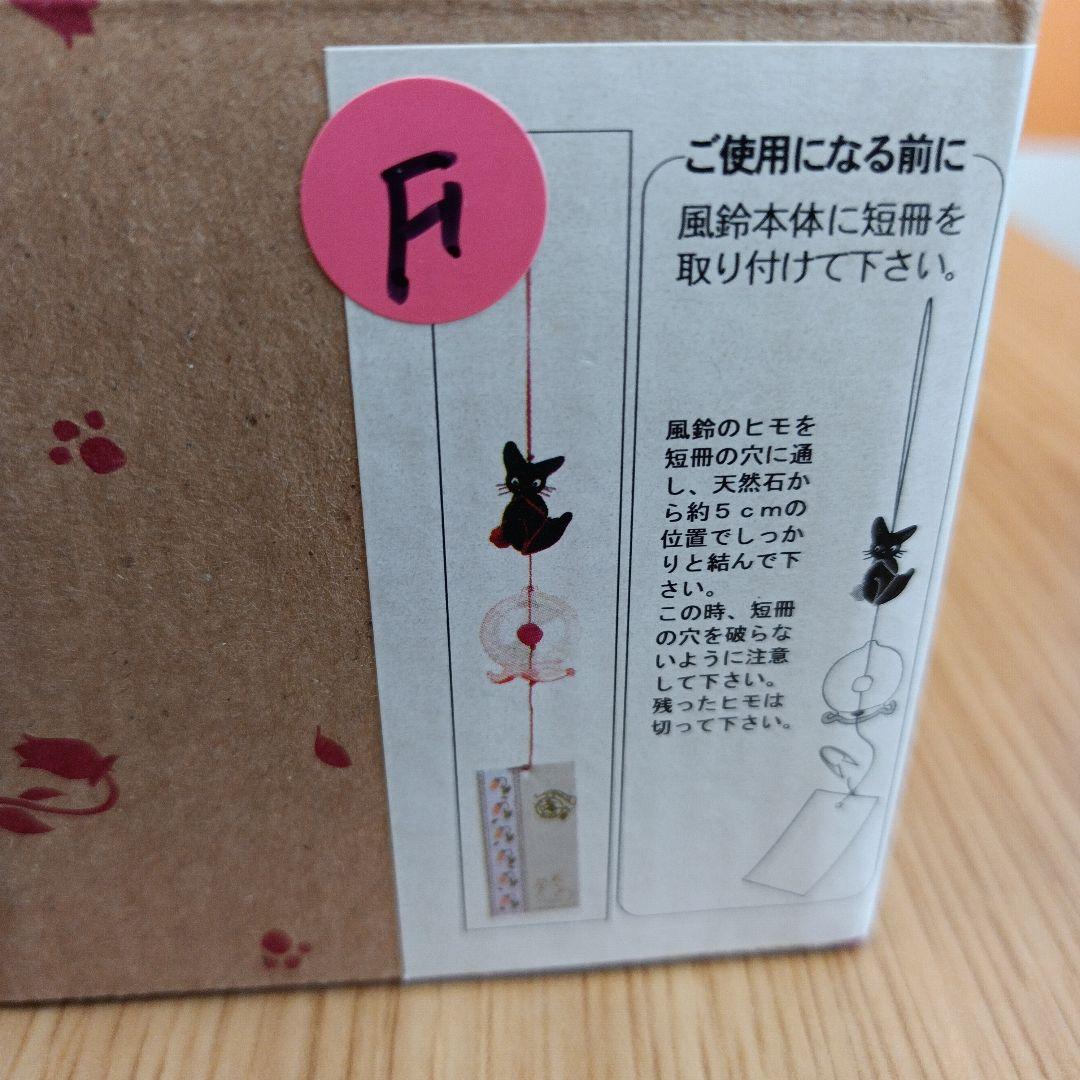 ご使用になる前に
風鈴本体に短冊を
取り付けて下さい。
風鈴のヒモを
短冊の穴に通
し、天然石か
ら約5cmの
位置でしっか
りと結んで下
さい。
この時、短冊
の穴を破らな
いように注意
して下さい。
残ったヒモは
切って下さい。